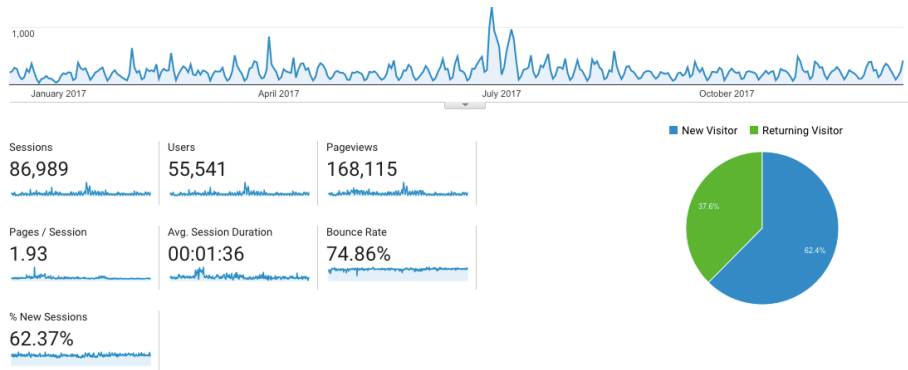 1,000
January 2017 April 2017 July 2017 October 2017
New Visitor Returning Visitor
Sessions Users Pageviews
86,989 55,541 168,115
Pages / Session Avg. Session Duration Bounce Rate
1.93 00:01:36 74.86%
% New Sessions
62.37%
37.6%
62.4%